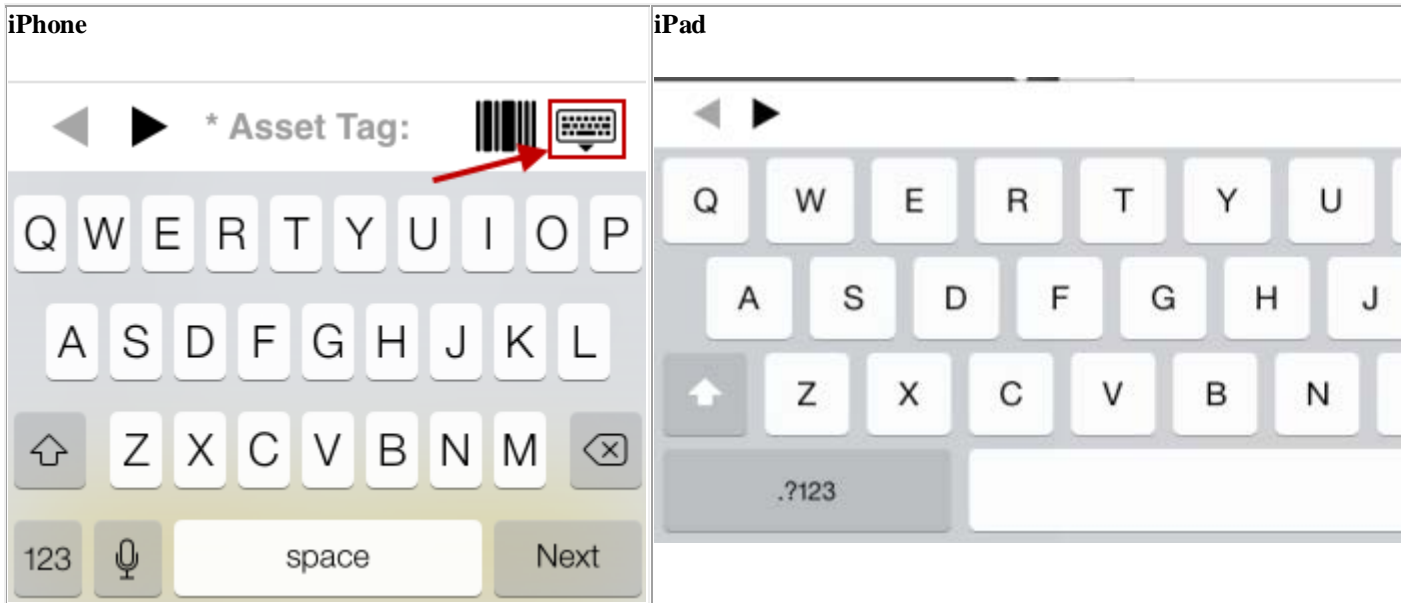 iPhone
* Asset Tag:
Q W E R T Y U I O P
A S D F G H J K L
Z X C V B N M
123 space Next
iPad
Q W E R T Y U
A S D F G H J
Z X C V B N
.?123